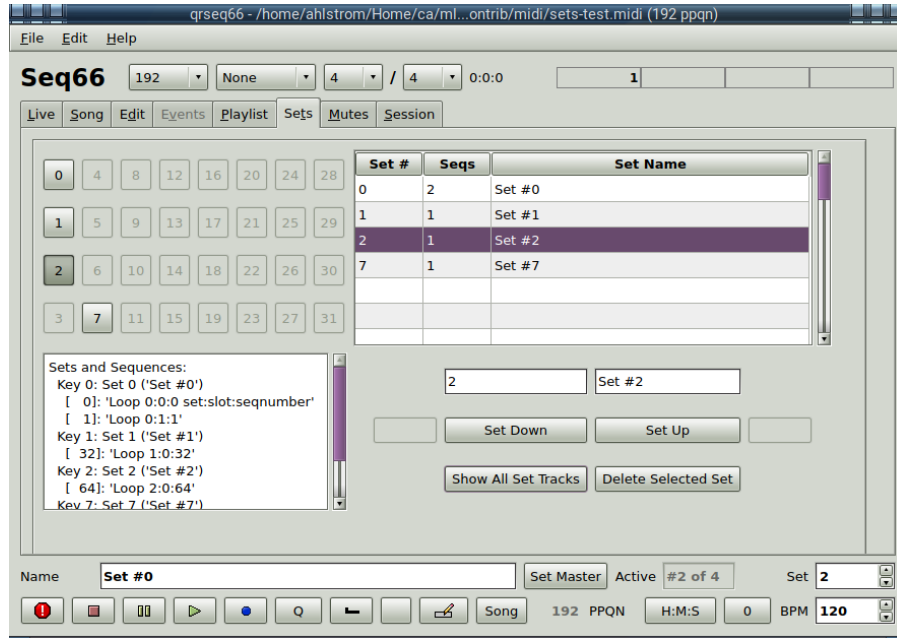 qrseq66 - /home/ahlstrom/Home/ca/ml...ontrib/midi/sets-test.midi (192 ppqn)
File Edit Help
Seq66 192 None 4 / 4 0:0:0 1
Live Song Edit Events Playlist Sets Mutes Session
0 4 8 12 16 20 24 28
1 5 9 13 17 21 25 29
2 6 10 14 18 22 26 30
3 7 11 15 19 23 27 31
Set # Seqs Set Name
0 2 Set #0
1 1 Set #1
2 1 Set #2
7 1 Set #7
Sets and Sequences:
Key 0: Set 0 ('Set #0')
[ 0]: 'Loop 0:0:0 set:slot:seqnumber'
[ 1]: 'Loop 0:1:1'
Key 1: Set 1 ('Set #1')
[ 32]: 'Loop 1:0:32'
Key 2: Set 2 ('Set #2')
[ 64]: 'Loop 2:0:64'
Key 7: Set 7 ('Set #7')
2 Set #2
Set Down Set Up
Show All Set Tracks Delete Selected Set
Name Set #0 Set Master Active #2 of 4 Set 2
Q Song 192 PPQN H:M:S 0 BPM 120